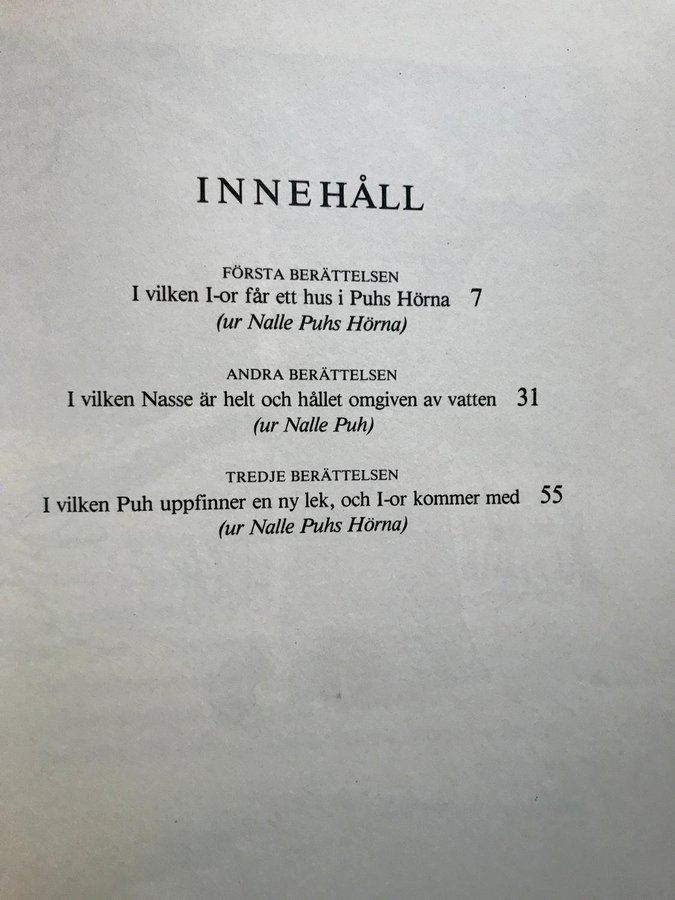 INNEHÅLL
FÖRSTA BERÄTTELSEN
I vilken I-or får ett hus i Puhs Hörna 7
(ur Nalle Puhs Hörna)
ANDRA BERÄTTELSEN
I vilken Nasse är helt och hållet omgiven av vatten 31
(ur Nalle Puh)
TREDJE BERÄTTELSEN
I vilken Puh uppfinner en ny lek, och I-or kommer med 55
(ur Nalle Puhs Hörna)